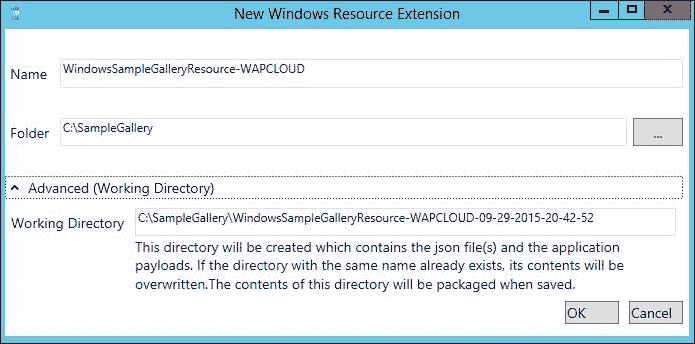 New Windows Resource Extension
Name
WindowsSampleGalleryResource-WAPCLOUD
Folder
C:\SampleGallery
...
Advanced (Working Directory)
Working Directory
C:\SampleGallery\WindowsSampleGalleryResource-WAPCLOUD-09-29-2015-20-42-52
This directory will be created which contains the json file(s) and the application
payloads. If the directory with the same name already exists, its contents will be
overwritten.The contents of this directory will be packaged when saved.
OK
Cancel